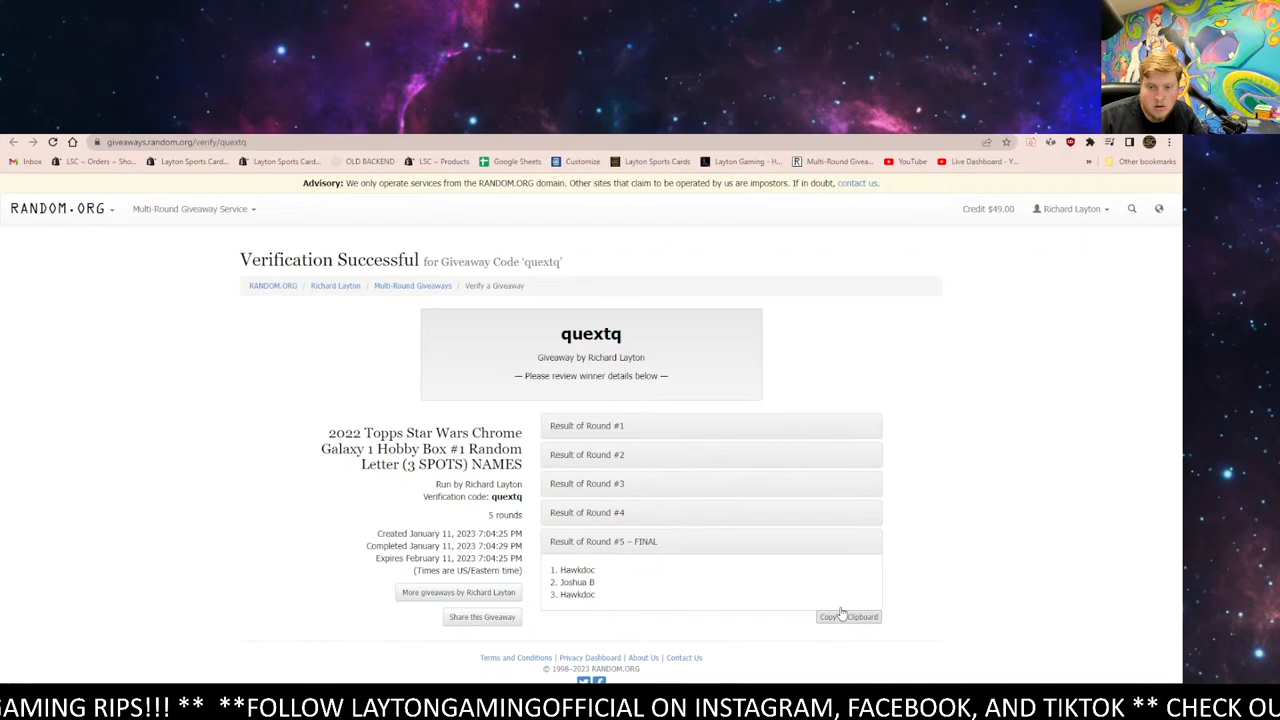 giveaways.random.org/verify/quextq
Inbox LSC – Orders – Sho... Layton Sports Card... Layton Sports Card... OLD BACKEND LSC – Products Google Sheets Customize Layton Sports Cards Layton Gaming - H... Multi-Round Givea... YouTube Live Dashboard - Y... » Other bookmarks
Advisory: We only operate services from the RANDOM.ORG domain. Other sites that claim to be operated by us are impostors. If in doubt, contact us.
RANDOM.ORG Multi-Round Giveaway Service Credit $49.00 Richard Layton
Verification Successful for Giveaway Code 'quextq'
RANDOM.ORG / Richard Layton / Multi-Round Giveaways / Verify a Giveaway
quextq
Giveaway by Richard Layton
— Please review winner details below —
2022 Topps Star Wars Chrome
Galaxy 1 Hobby Box #1 Random
Letter (3 SPOTS) NAMES
Run by Richard Layton
Verification code: quextq
5 rounds
Created January 11, 2023 7:04:25 PM
Completed January 11, 2023 7:04:29 PM
Expires February 11, 2023 7:04:25 PM
(Times are US/Eastern time)
More giveaways by Richard Layton
Share this Giveaway
Result of Round #1
Result of Round #2
Result of Round #3
Result of Round #4
Result of Round #5 – FINAL
1. Hawkdoc
2. Joshua B
3. Hawkdoc
Copy Clipboard
Terms and Conditions | Privacy Dashboard | About Us | Contact Us
© 1998–2023 RANDOM.ORG
GAMING RIPS!!! ** **FOLLOW LAYTONGAMINGOFFICIAL ON INSTAGRAM, FACEBOOK, AND TIKTOK ** CHECK OU